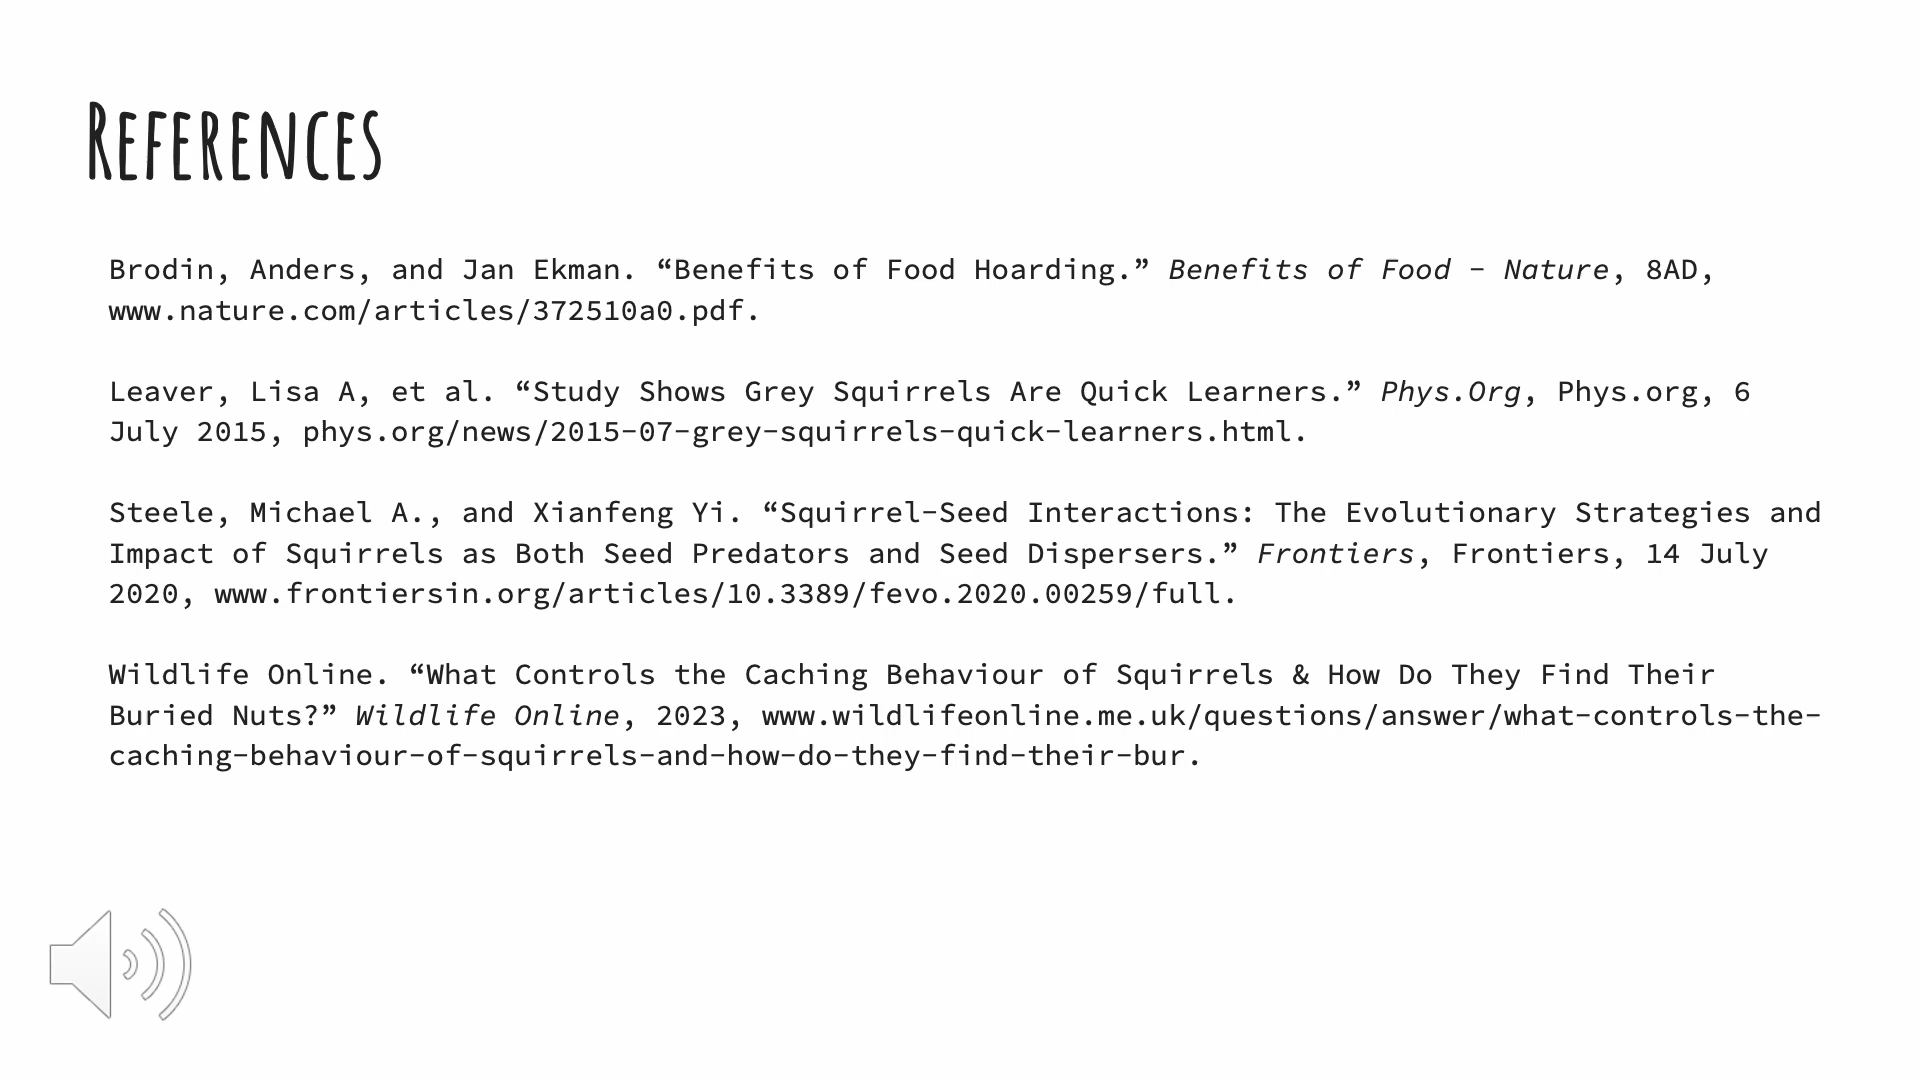 References
Brodin, Anders, and Jan Ekman. “Benefits of Food Hoarding.” Benefits of Food – Nature, 8AD,
www.nature.com/articles/372510a0.pdf.
Leaver, Lisa A, et al. “Study Shows Grey Squirrels Are Quick Learners.” Phys.Org, Phys.org, 6
July 2015, phys.org/news/2015-07-grey-squirrels-quick-learners.html.
Steele, Michael A., and Xianfeng Yi. “Squirrel-Seed Interactions: The Evolutionary Strategies and
Impact of Squirrels as Both Seed Predators and Seed Dispersers.” Frontiers, Frontiers, 14 July
2020, www.frontiersin.org/articles/10.3389/fevo.2020.00259/full.
Wildlife Online. “What Controls the Caching Behaviour of Squirrels & How Do They Find Their
Buried Nuts?” Wildlife Online, 2023, www.wildlifeonline.me.uk/questions/answer/what-controls-the-
caching-behaviour-of-squirrels-and-how-do-they-find-their-bur.